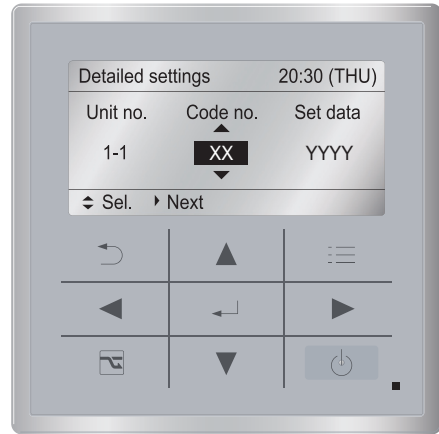 Detailed settings 20:30 (THU)
Unit no. Code no. Set data
1-1 XX YYYY
Sel. Next